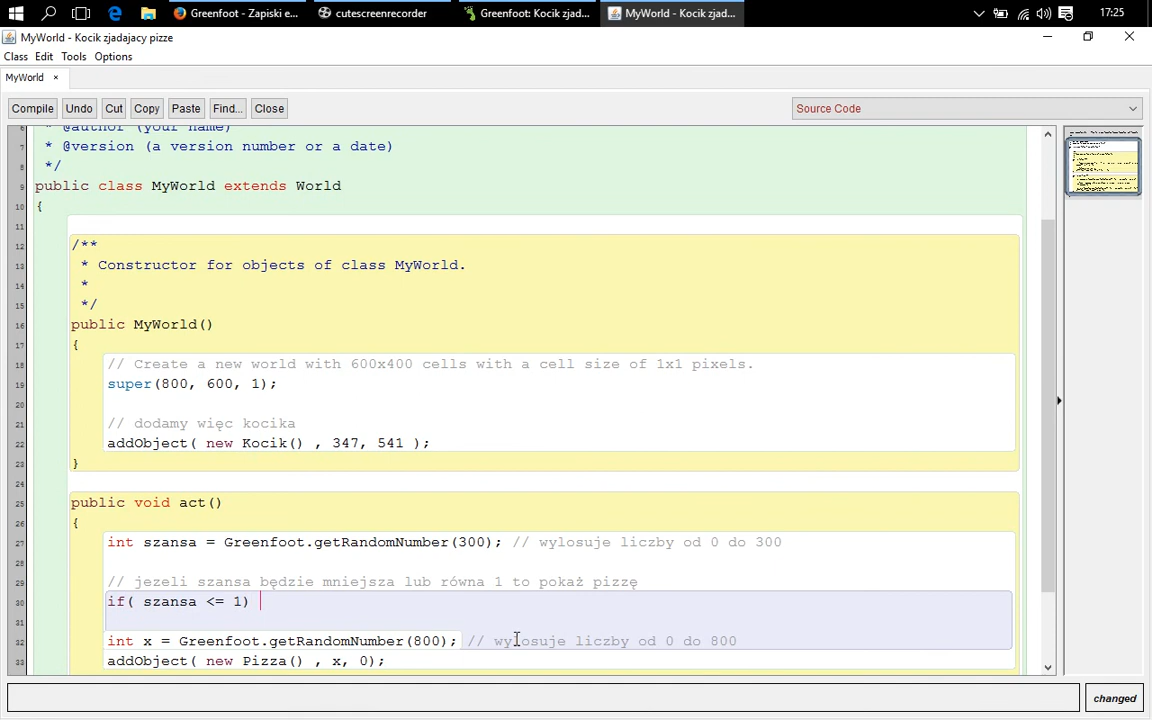 Greenfoot - Zapiski e...
cutescreenrecorder
Greenfoot: Kocik zjad...
MyWorld - Kocik zjad...
17:25
MyWorld - Kocik zjadajacy pizze
Class Edit Tools Options
MyWorld ×
Compile Undo Cut Copy Paste Find... Close Source Code
6 * @author (your name)
7 * @version (a version number or a date)
8 */
9 public class MyWorld extends World
10 {
11
12 /**
13 * Constructor for objects of class MyWorld.
14 *
15 */
16 public MyWorld()
17 {
18 // Create a new world with 600x400 cells with a cell size of 1x1 pixels.
19 super(800, 600, 1);
20
21 // dodamy więc kocika
22 addObject( new Kocik() , 347, 541 );
23 }
24
25 public void act()
26 {
27 int szansa = Greenfoot.getRandomNumber(300); // wylosuje liczby od 0 do 300
28
29 // jezeli szansa będzie mniejsza lub równa 1 to pokaż pizzę
30 if( szansa <= 1)
31
32 int x = Greenfoot.getRandomNumber(800); // wylosuje liczby od 0 do 800
33 addObject( new Pizza() , x, 0);
changed